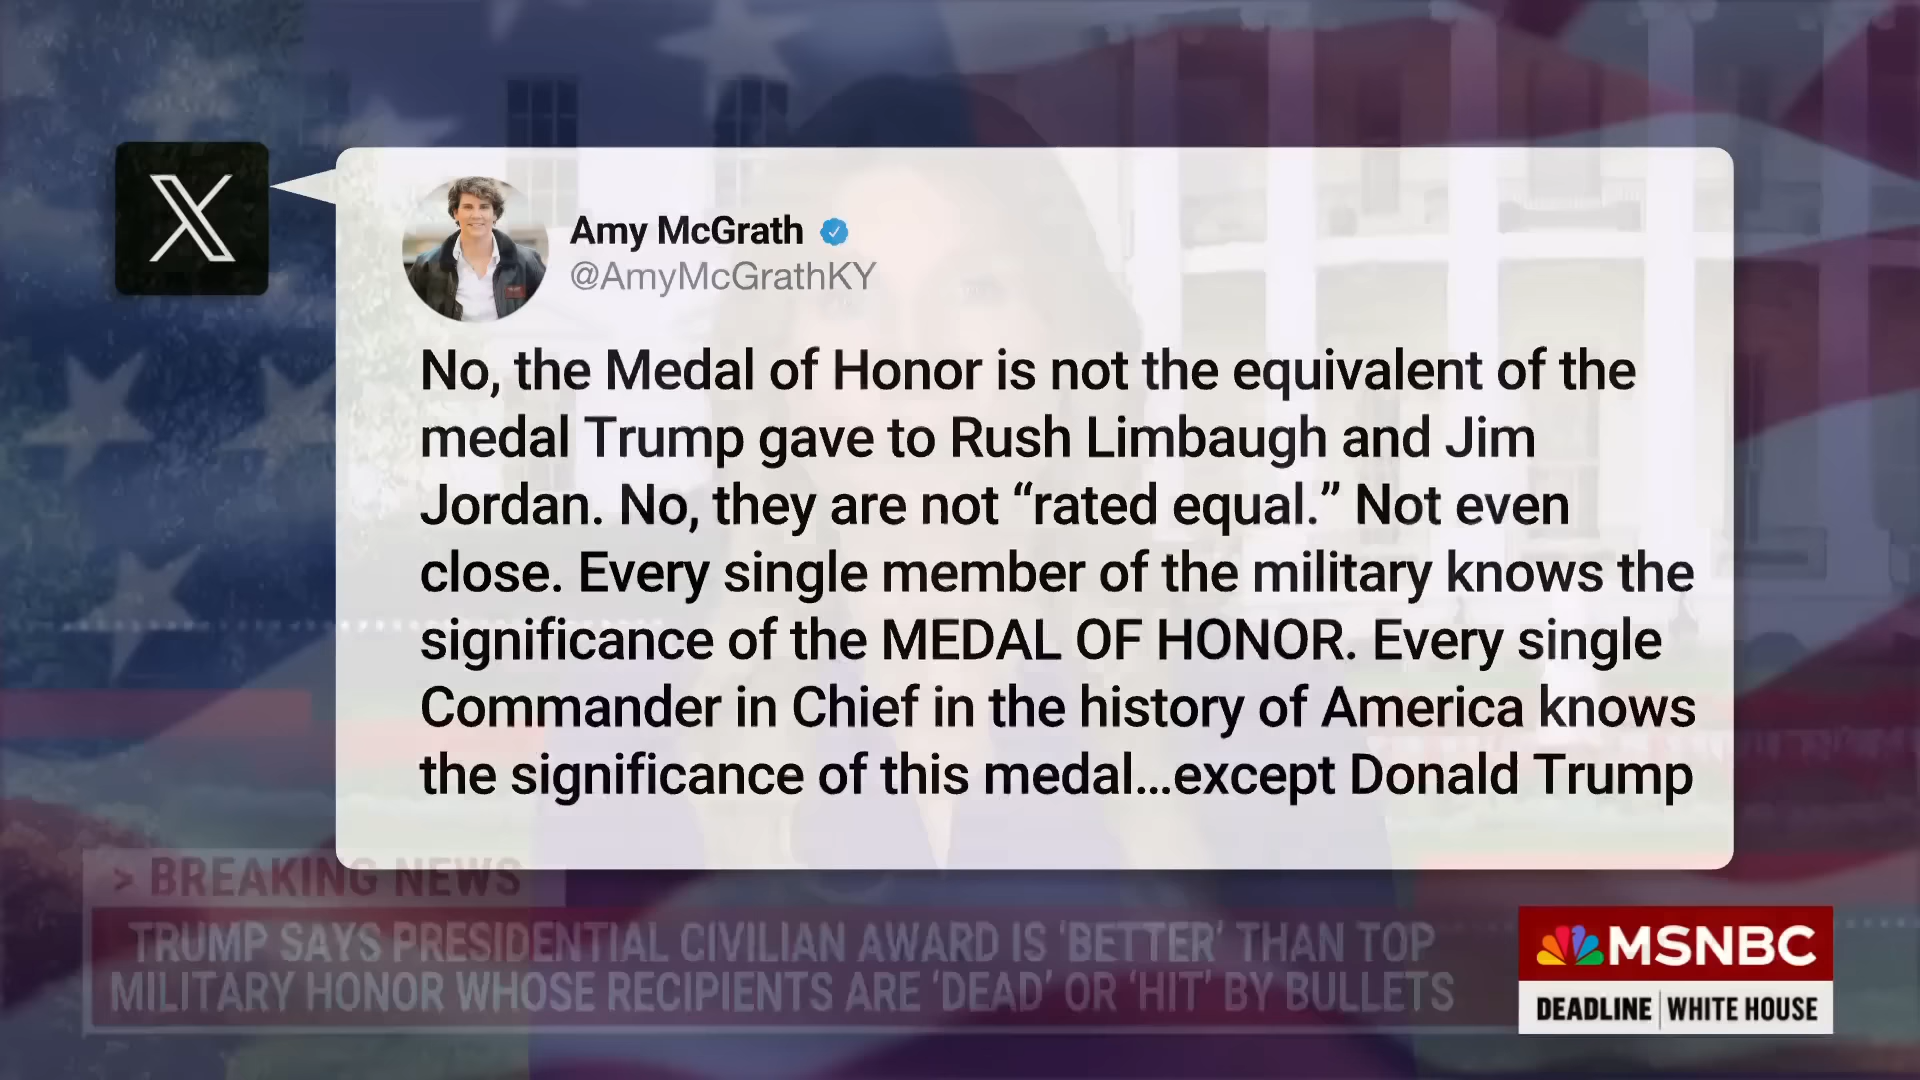 Amy McGrath
@AmyMcGrathKY
No, the Medal of Honor is not the equivalent of the
medal Trump gave to Rush Limbaugh and Jim
Jordan. No, they are not “rated equal.” Not even
close. Every single member of the military knows the
significance of the MEDAL OF HONOR. Every single
Commander in Chief in the history of America knows
the significance of this medal...except Donald Trump
> BREAKING NEWS
TRUMP SAYS PRESIDENTIAL CIVILIAN AWARD IS ‘BETTER’ THAN TOP
MILITARY HONOR WHOSE RECIPIENTS ARE ‘DEAD’ OR ‘HIT’ BY BULLETS
MSNBC
DEADLINE | WHITE HOUSE